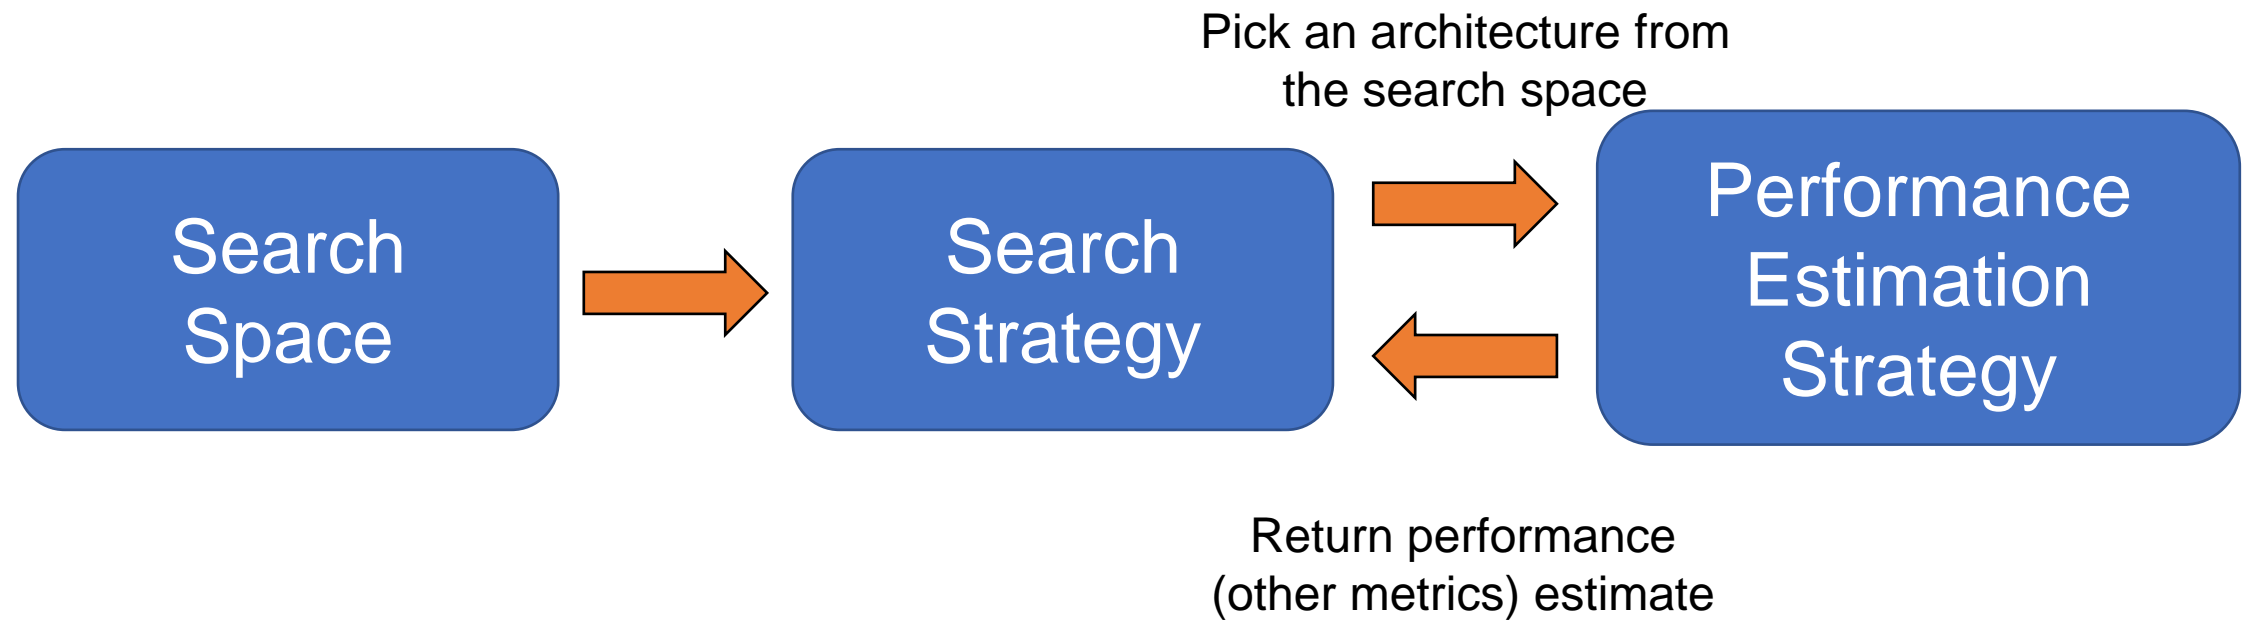 Pick an architecture from
the search space
Search
Space
Search
Strategy
Performance
Estimation
Strategy
Return performance
(other metrics) estimate